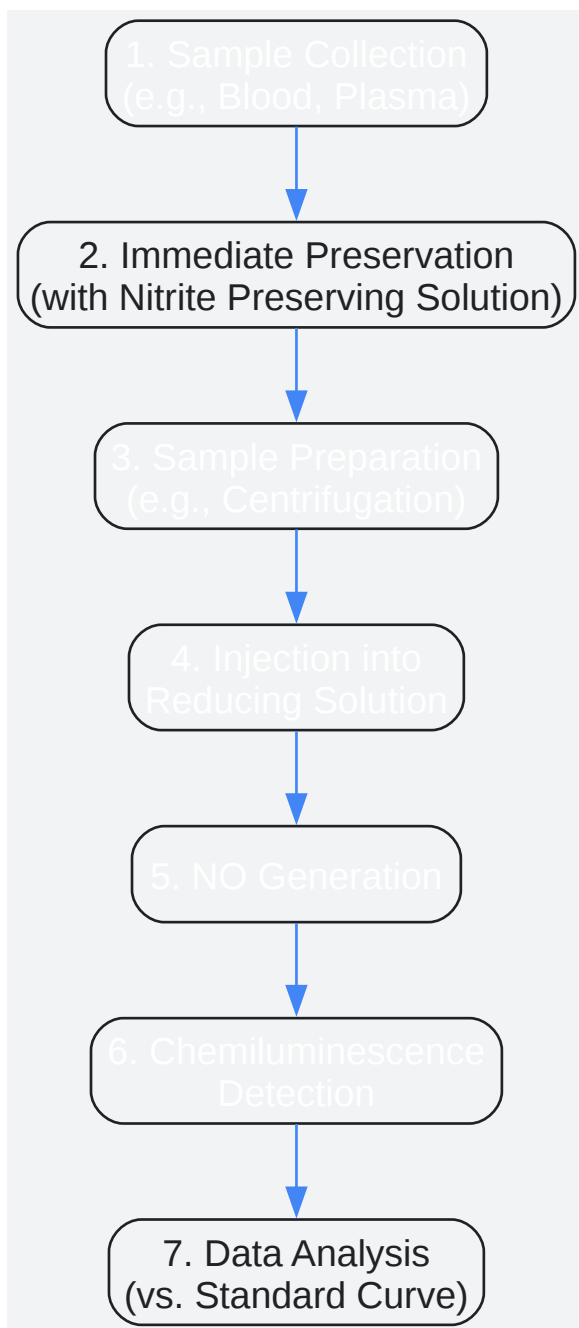 1. Sample Collection
(e.g., Blood, Plasma)
2. Immediate Preservation
(with Nitrite Preserving Solution)
3. Sample Preparation
(e.g., Centrifugation)
4. Injection into
Reducing Solution
5. NO Generation
6. Chemiluminescence
Detection
7. Data Analysis
(vs. Standard Curve)